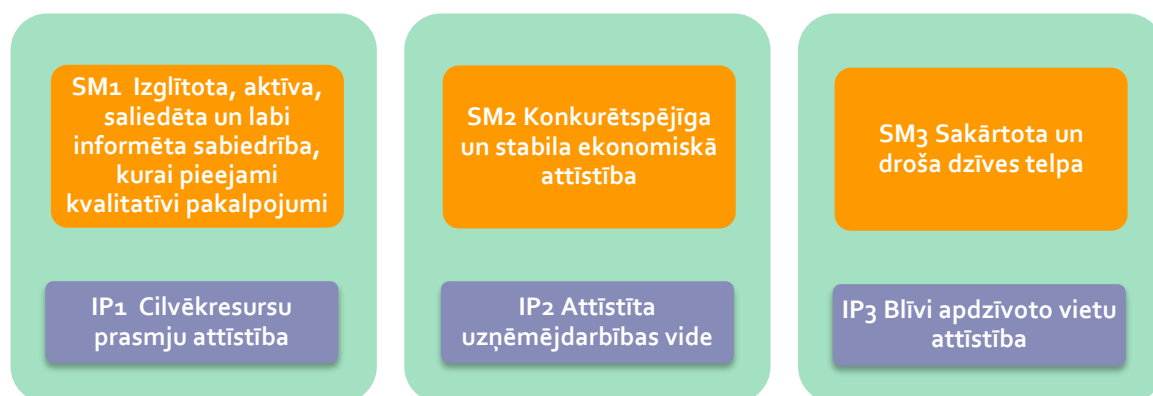 SM1 Izglītota, aktīva,
saliedēta un labi
informēta sabiedrība,
kurai pieejami
kvalitatīvi pakalpojumi
IP1 Cilvēkresursu
prasmju attīstība
SM2 Konkurētspējīga
un stabila ekonomiskā
attīstība
IP2 Attīstīta
uzņēmējdarbības vide
SM3 Sakārtota un
droša dzīves telpa
IP3 Blīvi apdzīvoto vietu
attīstība